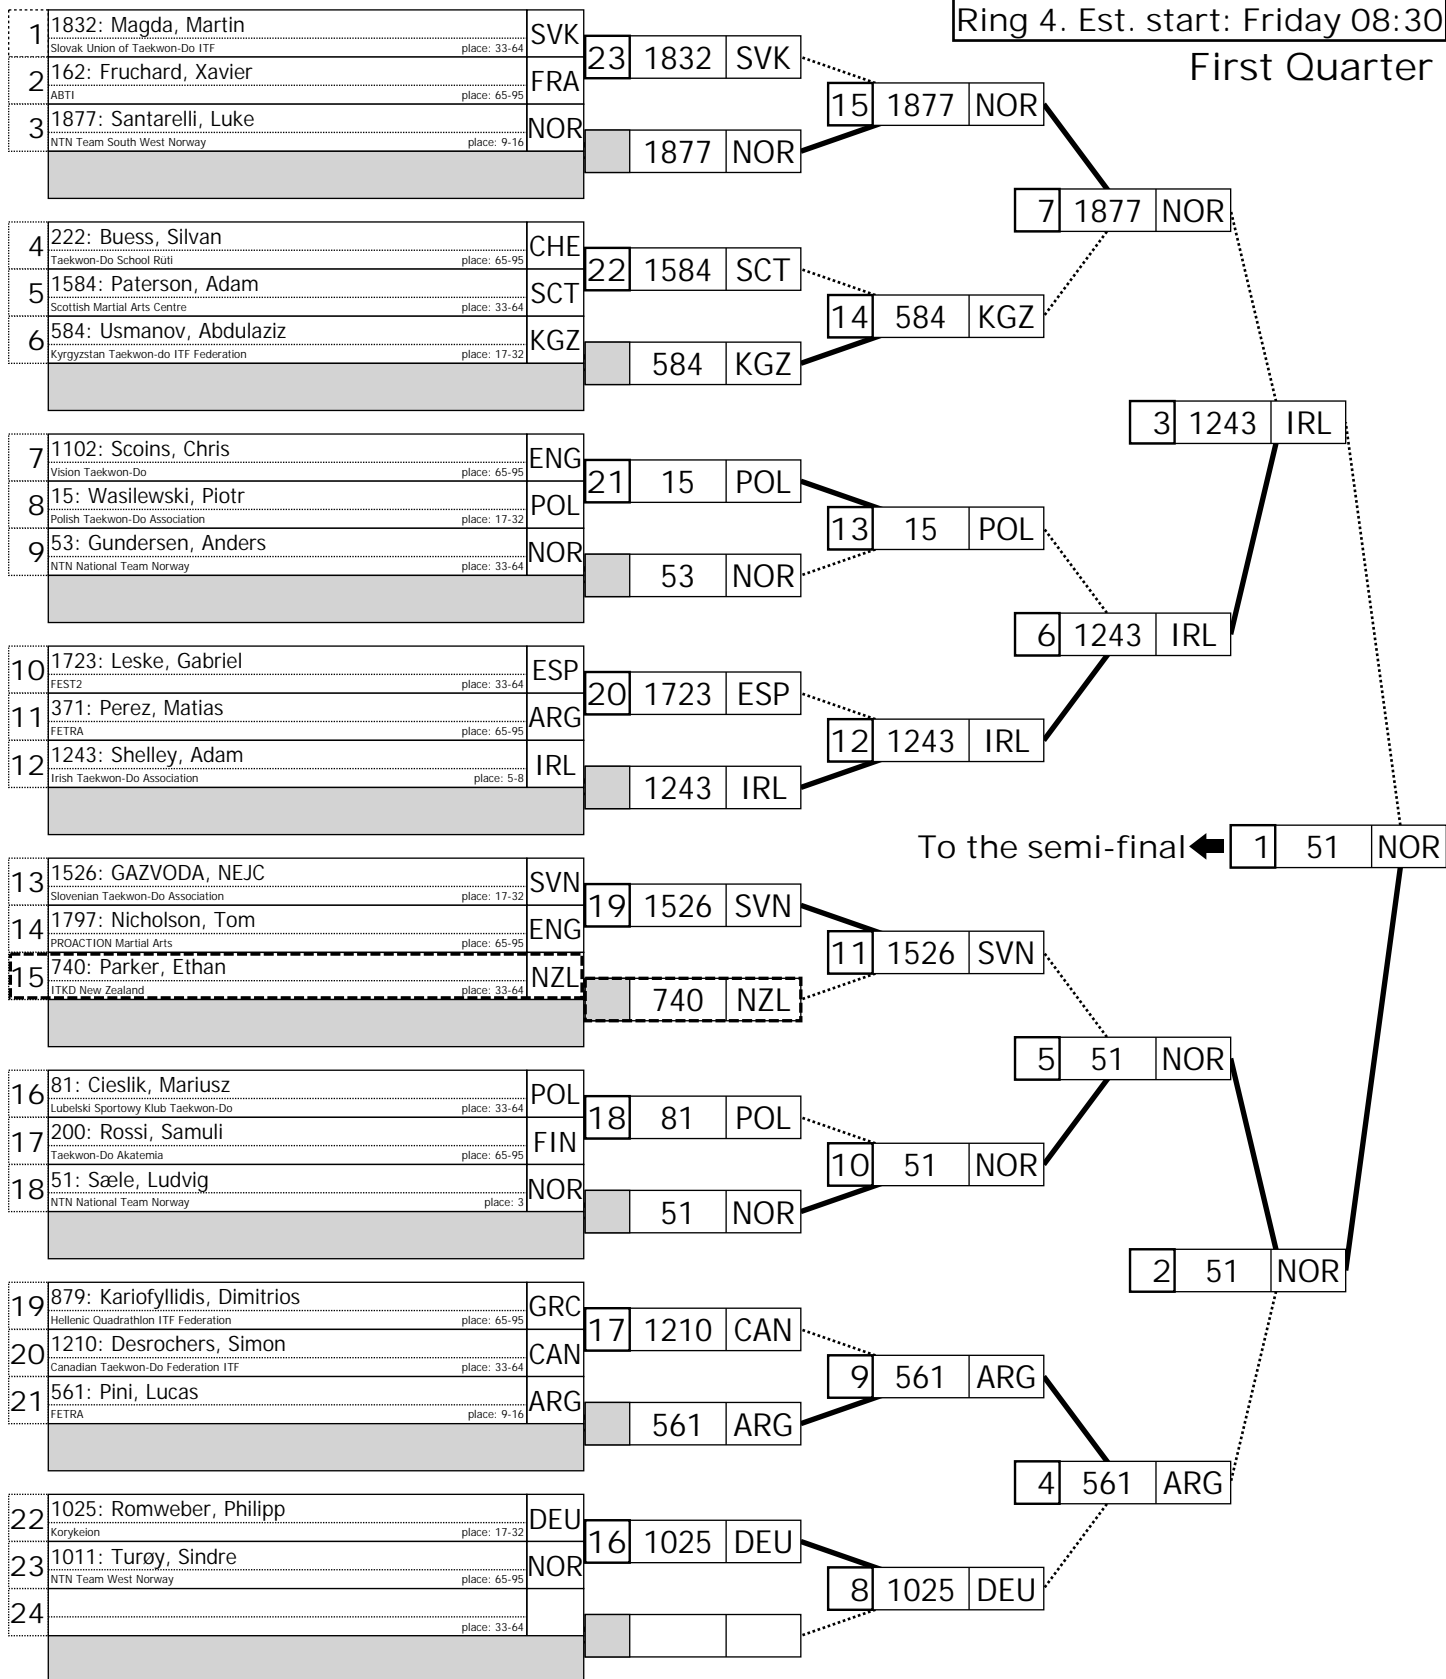 Ring 4. Est. start: Friday 08:30
First Quarter
1 1832: Magda, Martin SVK
Slovak Union of Taekwon-Do ITF place: 33-64
2 162: Fruchard, Xavier FRA
ABTI place: 65-95
3 1877: Santarelli, Luke NOR
NTN Team South West Norway place: 9-16
23 1832 SVK
1877 NOR
15 1877 NOR
7 1877 NOR
4 222: Buess, Silvan CHE
Taekwon-Do School Rüti place: 65-95
5 1584: Paterson, Adam SCT
Scottish Martial Arts Centre place: 33-64
6 584: Usmanov, Abdulaziz KGZ
Kyrgyzstan Taekwon-do ITF Federation place: 17-32
22 1584 SCT
584 KGZ
14 584 KGZ
3 1243 IRL
7 1102: Scoins, Chris ENG
Vision Taekwon-Do place: 65-95
8 15: Wasilewski, Piotr POL
Polish Taekwon-Do Association place: 17-32
9 53: Gundersen, Anders NOR
NTN National Team Norway place: 33-64
21 15 POL
53 NOR
13 15 POL
6 1243 IRL
10 1723: Leske, Gabriel ESP
FEST2 place: 33-64
11 371: Perez, Matias ARG
FETRA place: 65-95
12 1243: Shelley, Adam IRL
Irish Taekwon-Do Association place: 5-8
20 1723 ESP
1243 IRL
12 1243 IRL
To the semi-final 1 51 NOR
13 1526: GAZVODA, NEJC SVN
Slovenian Taekwon-Do Association place: 17-32
14 1797: Nicholson, Tom ENG
PROACTION Martial Arts place: 65-95
15 740: Parker, Ethan NZL
ITKD New Zealand place: 33-64
19 1526 SVN
740 NZL
11 1526 SVN
5 51 NOR
16 81: Cieslik, Mariusz POL
Lubelski Sportowy Klub Taekwon-Do place: 33-64
17 200: Rossi, Samuli FIN
Taekwon-Do Akatemia place: 65-95
18 51: Sæle, Ludvig NOR
NTN National Team Norway place: 3
18 81 POL
51 NOR
10 51 NOR
2 51 NOR
19 879: Kariofyllidis, Dimitrios GRC
Hellenic Quadrathlon ITF Federation place: 65-95
20 1210: Desrochers, Simon CAN
Canadian Taekwon-Do Federation ITF place: 33-64
21 561: Pini, Lucas ARG
FETRA place: 9-16
17 1210 CAN
561 ARG
9 561 ARG
4 561 ARG
22 1025: Romweber, Philipp DEU
Korykeion place: 17-32
23 1011: Turøy, Sindre NOR
NTN Team West Norway place: 65-95
24
place: 33-64
16 1025 DEU
8 1025 DEU